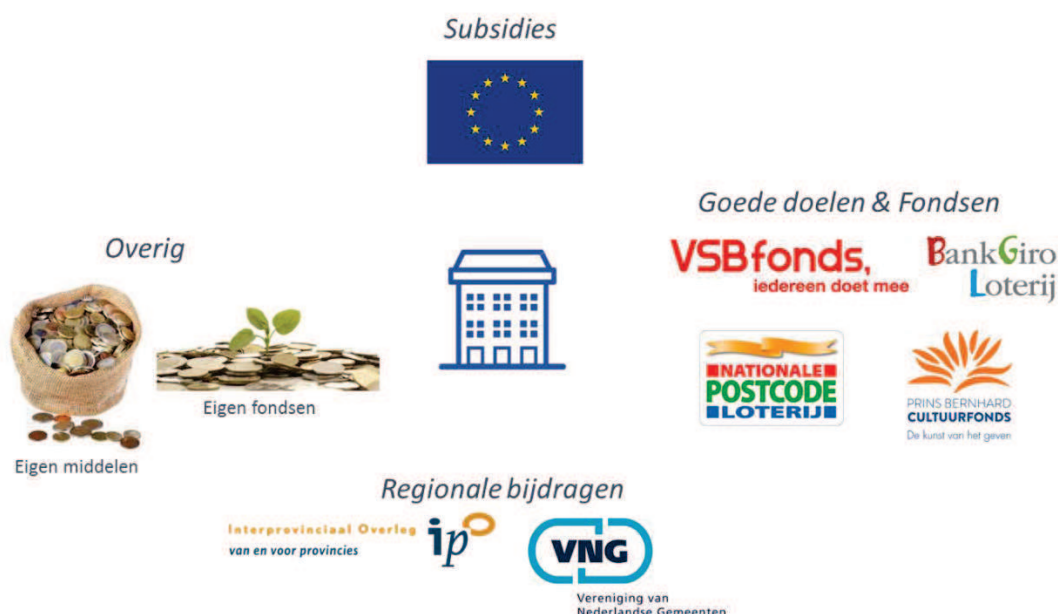 Subsidies
Goede doelen & Fondsen
VSBfonds,
iedereen doet mee
BankGiro
Loterij
Overig
NATIONALE
POSTCODE
LOTERIJ
PRINS BERNHARD
CULTUURFONDS
De kunst van het geven
Eigen fondsen
Eigen middelen
Regionale bijdragen
Interprovinciaal Overleg
van en voor provincies
ipo
VNG
Vereniging van
Nederlandse Gemeenten